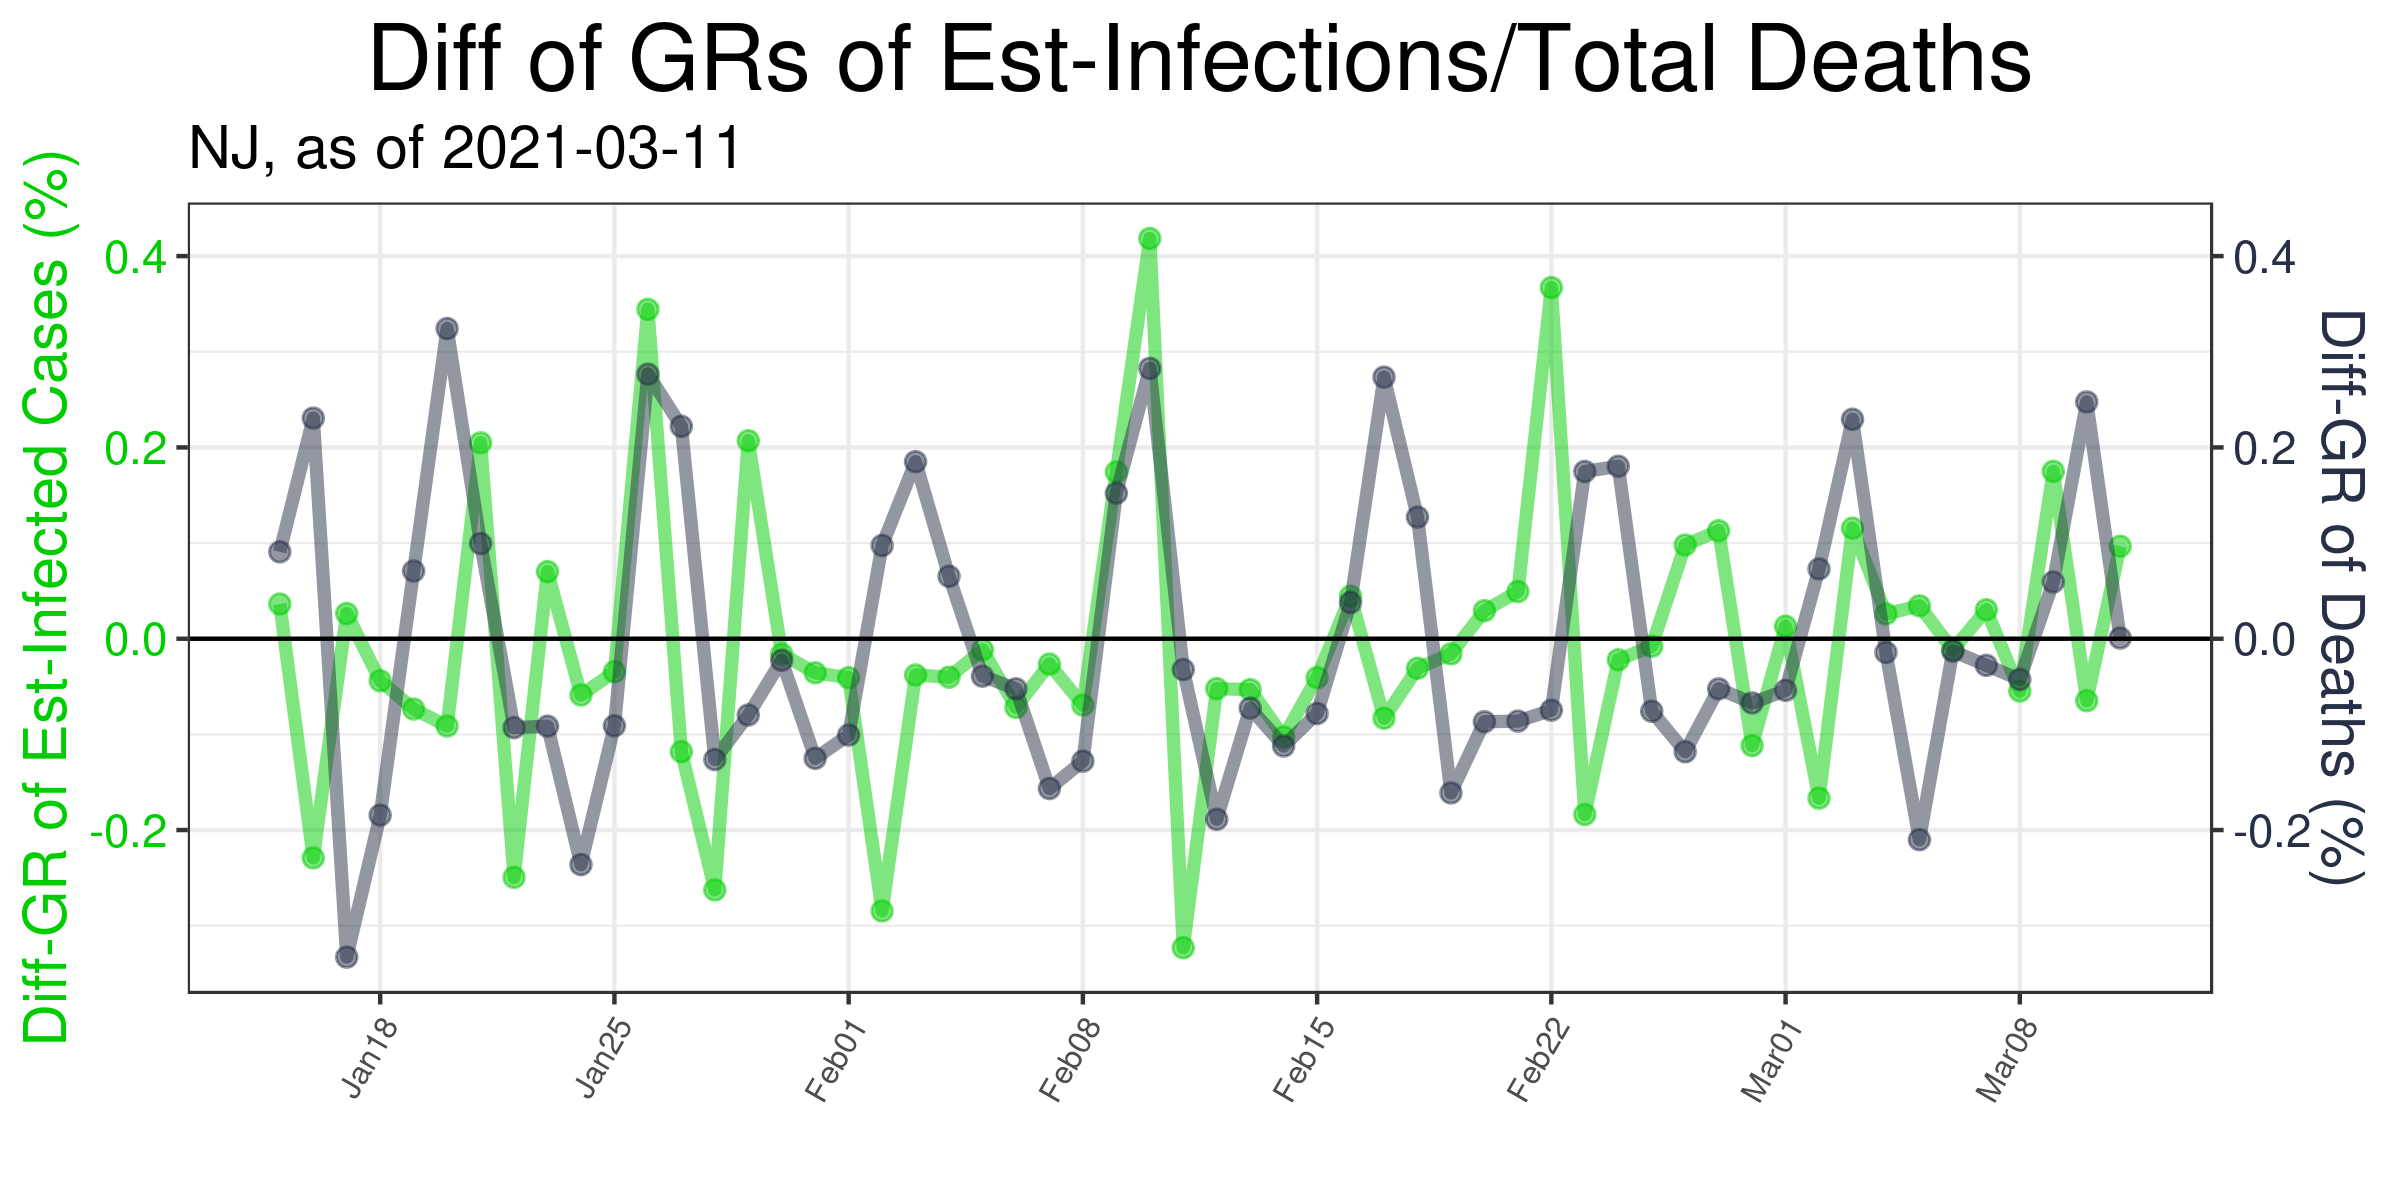 Diff of GRs of Est-Infections/Total Deaths
NJ, as of 2021-03-11
Diff-GR of Est-Infected Cases (%)
0.4
0.2
0.0
-0.2
0.4
0.2
0.0
-0.2
Diff-GR of Deaths (%)
Jan18
Jan25
Feb01
Feb08
Feb15
Feb22
Mar01
Mar08